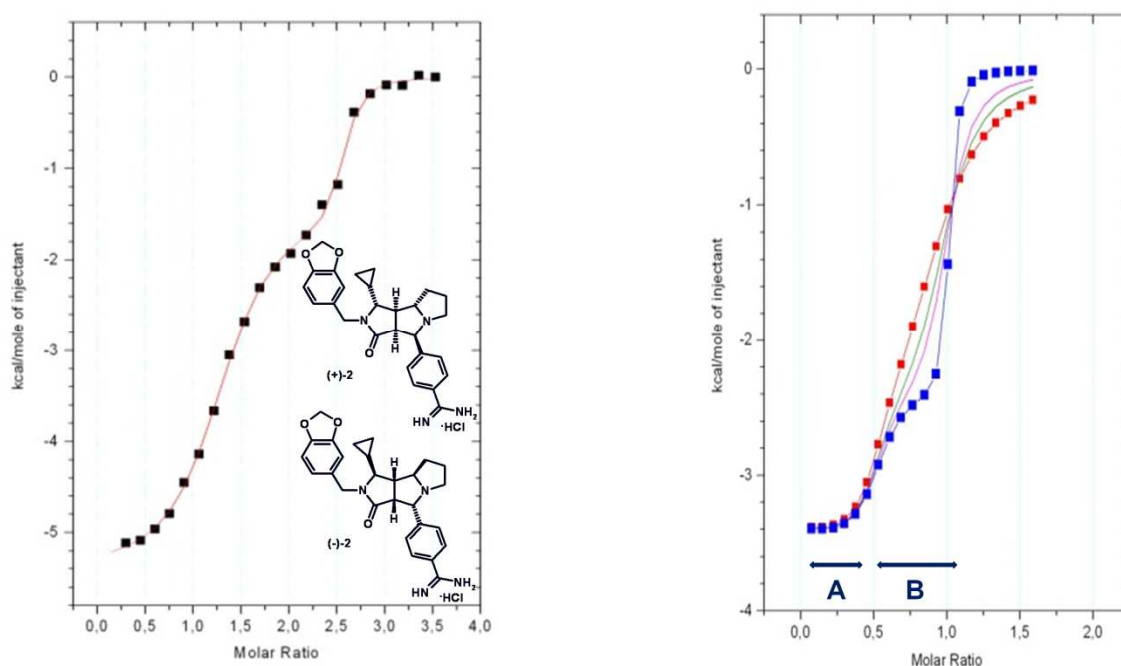 kcal/mole of injectant
0
-1
-2
-3
-4
-5
0,0 0,5 1,0 1,5 2,0 2,5 3,0 3,5 4,0
Molar Ratio
O
O
H
N
N
O
H
(+)-2
HN
NH2
·HCl
O
O
H
N
N
O
H
(-)-2
HN
NH2
·HCl
kcal/mole of injectant
0
-1
-2
-3
-4
A
B
0,0 0,5 1,0 1,5 2,0
Molar Ratio